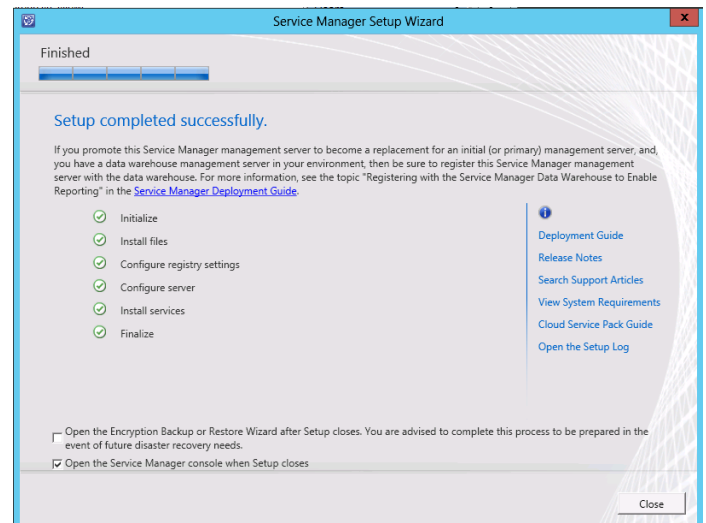 Service Manager Setup Wizard
x
Finished
Setup completed successfully.
If you promote this Service Manager management server to become a replacement for an initial (or primary) management server, and,
you have a data warehouse management server in your environment, then be sure to register this Service Manager management
server with the data warehouse. For more information, see the topic "Registering with the Service Manager Data Warehouse to Enable
Reporting" in the Service Manager Deployment Guide.
Initialize
Install files
Configure registry settings
Configure server
Install services
Finalize
Deployment Guide
Release Notes
Search Support Articles
View System Requirements
Cloud Service Pack Guide
Open the Setup Log
Open the Encryption Backup or Restore Wizard after Setup closes. You are advised to complete this process to be prepared in the
event of future disaster recovery needs.
Open the Service Manager console when Setup closes
Close